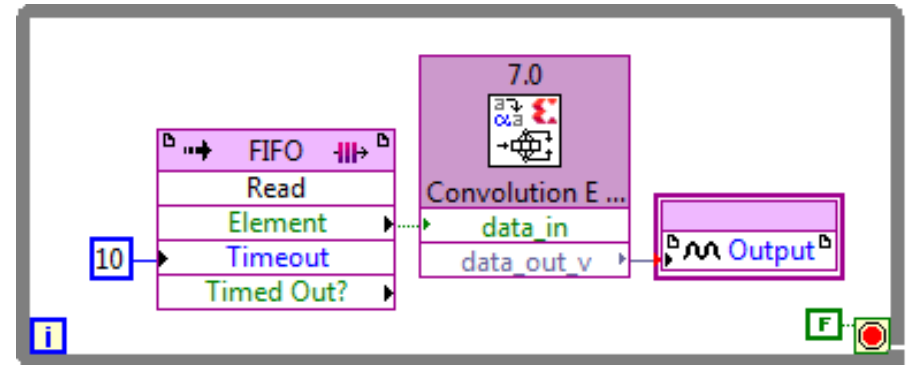 7.0
FIFO
Read
Convolution E ...
Element
data_in
10
Timeout
data_out_v
Output
Timed Out?
F
i